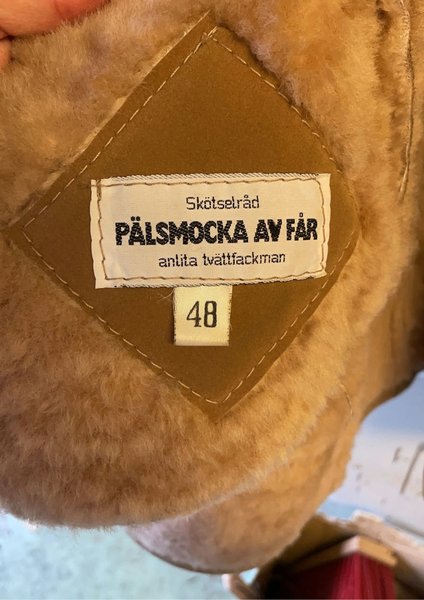 Skötselråd
PÄLSMOCKA AV FÅR
anlita tvättfackman
48